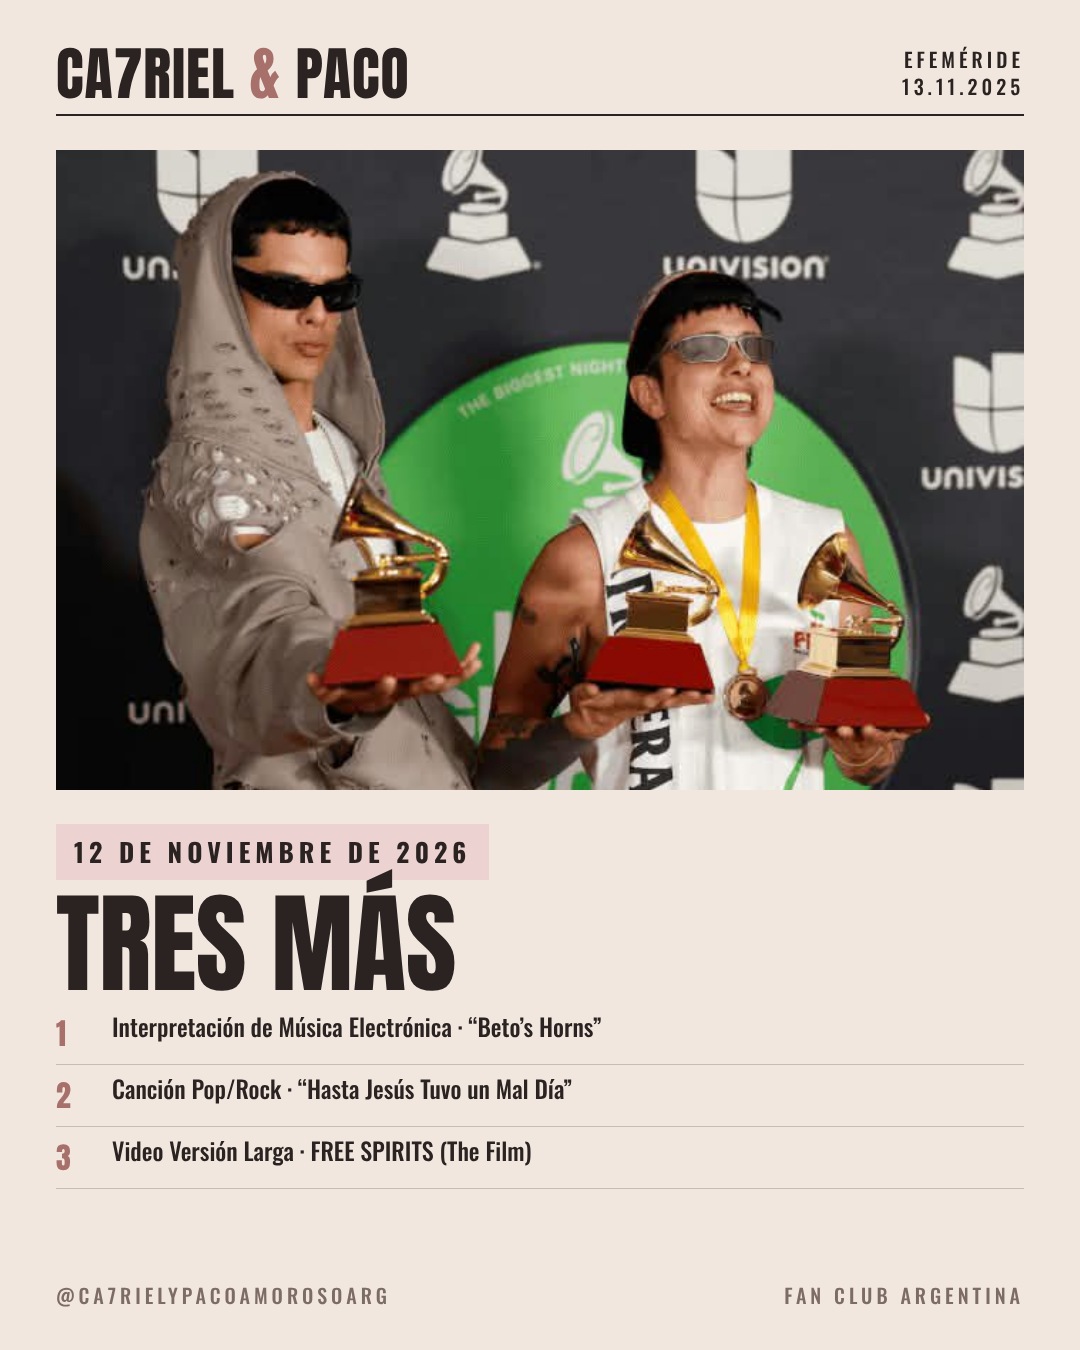 CA7RIEL & PACO
EFEMÉRIDE
13.11.2025
UNIVISION
THE BIGGEST NIGHT
UNIVIS
UNI
ERA
12 DE NOVIEMBRE DE 2026
TRES MÁS
1 Interpretación de Música Electrónica · “Beto’s Horns”
2 Canción Pop/Rock · “Hasta Jesús Tuvo un Mal Día”
3 Video Versión Larga · FREE SPIRITS (The Film)
@CA7RIELYPACOAMOROSOARG
FAN CLUB ARGENTINA